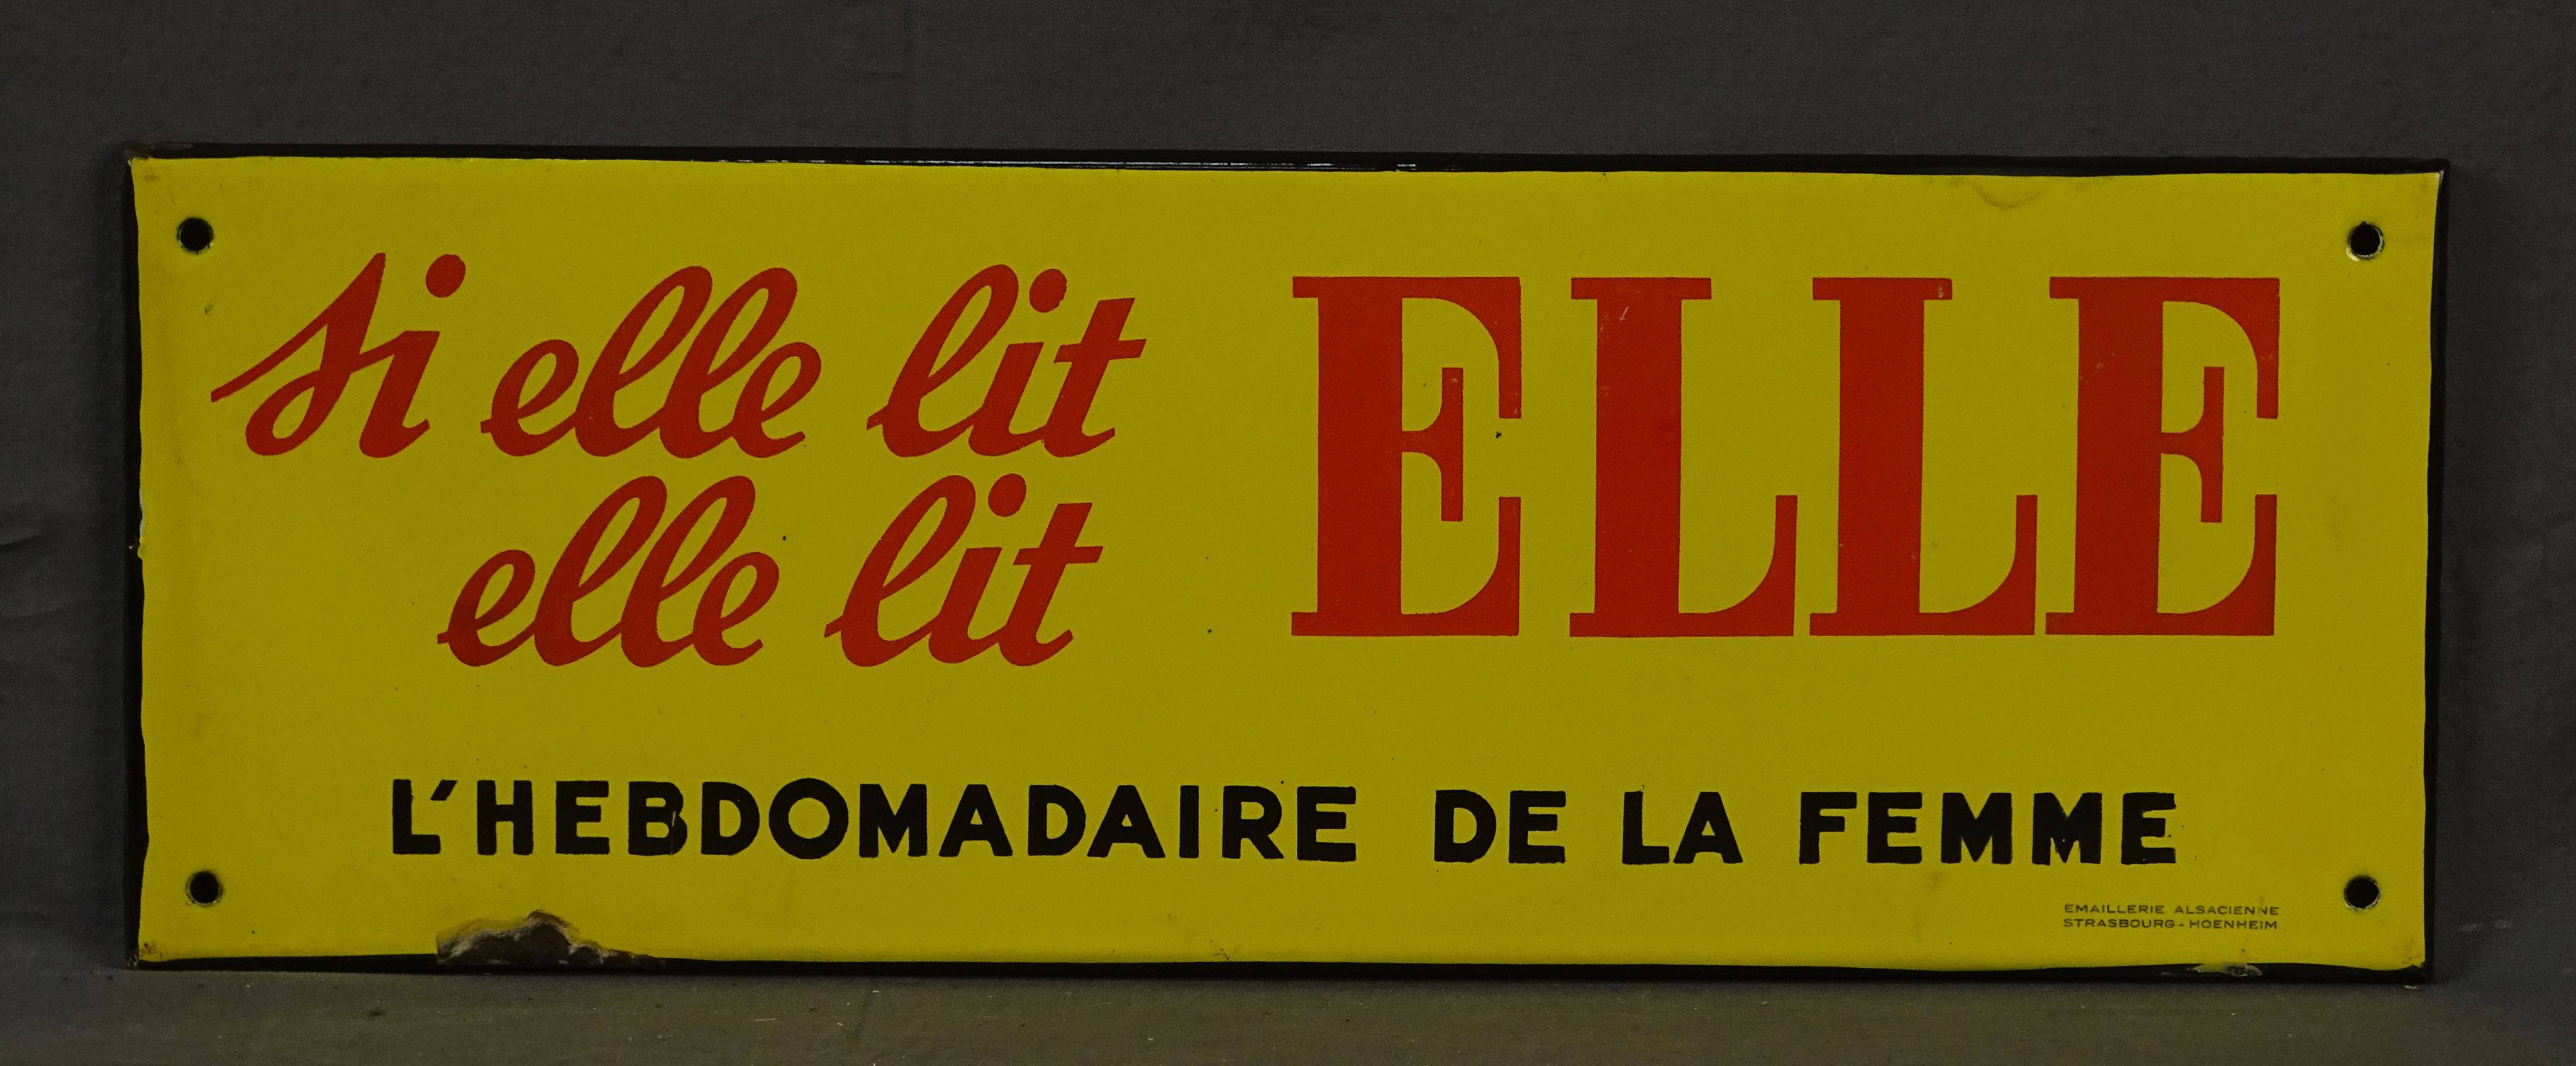 si elle lit
elle lit
ELLE
L'HEBDOMADAIRE DE LA FEMME
EMAILLERIE ALSACIENNE
STRASBOURG - HOENHEIM